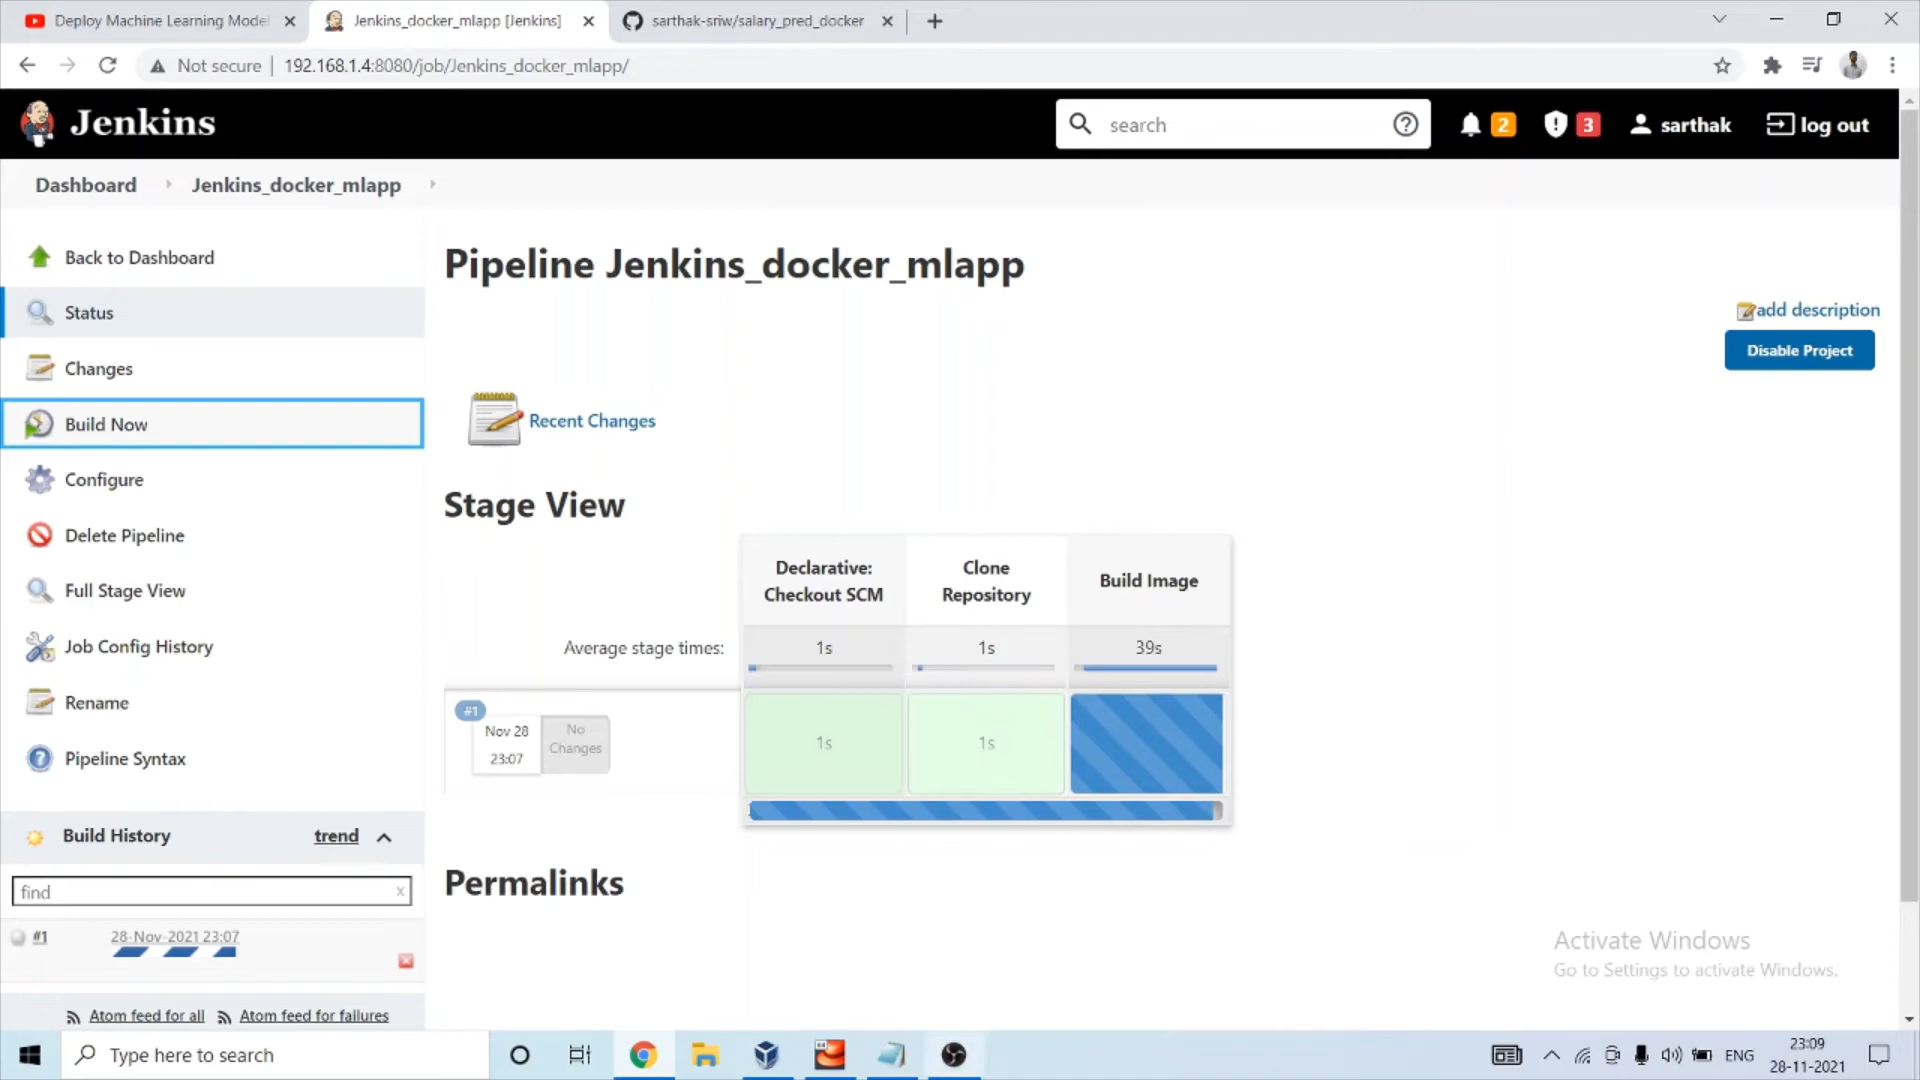 Deploy Machine Learning Model
Jenkins_docker_mlapp [Jenkins]
sarthak-sriw/salary_pred_docker
Not secure
192.168.1.4:8080/job/Jenkins_docker_mlapp/
Jenkins
search
2
3
sarthak
log out
Dashboard
Jenkins_docker_mlapp
Back to Dashboard
Status
Changes
Build Now
Configure
Delete Pipeline
Full Stage View
Job Config History
Rename
Pipeline Syntax
Build History
trend
find
x
#1
28-Nov-2021 23:07
Atom feed for all
Atom feed for failures
Pipeline Jenkins_docker_mlapp
add description
Disable Project
Recent Changes
Stage View
Declarative:
Checkout SCM
Clone
Repository
Build Image
Average stage times:
1s
1s
39s
#1
Nov 28
23:07
No
Changes
1s
1s
Permalinks
Activate Windows
Go to Settings to activate Windows.
Type here to search
ENG
23:09
28-11-2021